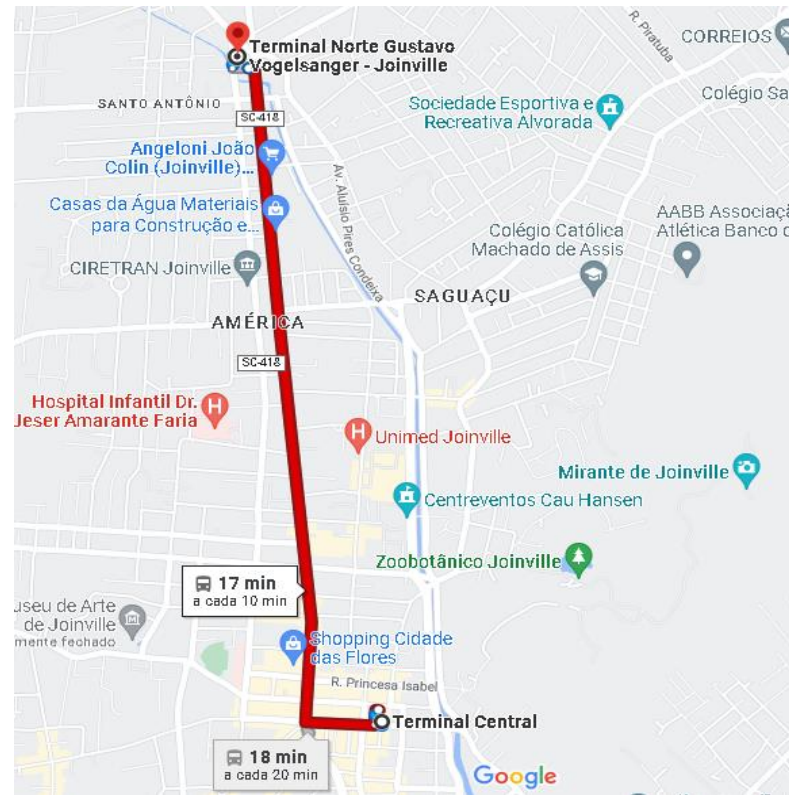 R. Piratuba
CORREIOS
Terminal Norte Gustavo
Vogelsanger - Joinville
Colégio Sa
SANTO ANTÔNIO
Sociedade Esportiva e
Recreativa Alvorada
SC-418
Angeloni João
Colin (Joinville)...
Av. Aluísio Pires Condeixa
Casas da Água Materiais
para Construção e...
Colégio Católica
Machado de Assis
AABB Associaçã
Atlética Banco d
CIRETRAN Joinville
SAGUAÇU
AMÉRICA
SC-418
Hospital Infantil Dr.
Jeser Amarante Faria
H
H
Unimed Joinville
Mirante de Joinville
Centreventos Cau Hansen
Zoobotânico Joinville
17 min
a cada 10 min
useu de Arte
de Joinville
mente fechado
Shopping Cidade
das Flores
R. Princesa Isabel
Terminal Central
18 min
a cada 20 min
Google